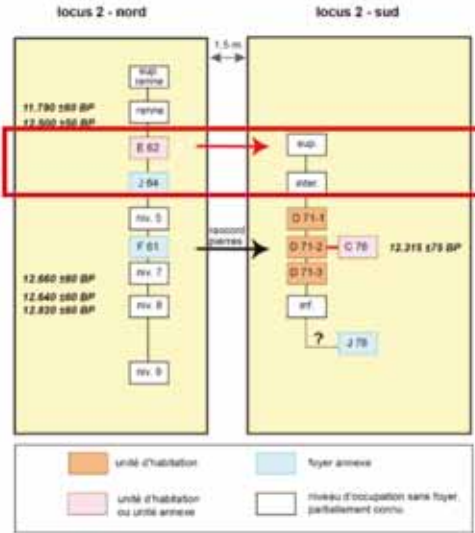 locus 2 - nord
locus 2 - sud
1,5 m
sup. renne
renne
11.790 ±60 BP
12.500 ±50 BP
E 62
sup.
J 64
inter.
niv. 5
D 71-1
raccord
pierres
F 61
D 71-2
C 76
12.315 ±75 BP
niv. 7
D 71-3
12.660 ±60 BP
12.640 ±60 BP
12.830 ±60 BP
niv. 8
inf.
?
J 78
niv. 9
unité d'habitation
foyer annexe
unité d'habitation
ou unité annexe
niveau d'occupation sans foyer,
partiellement connu